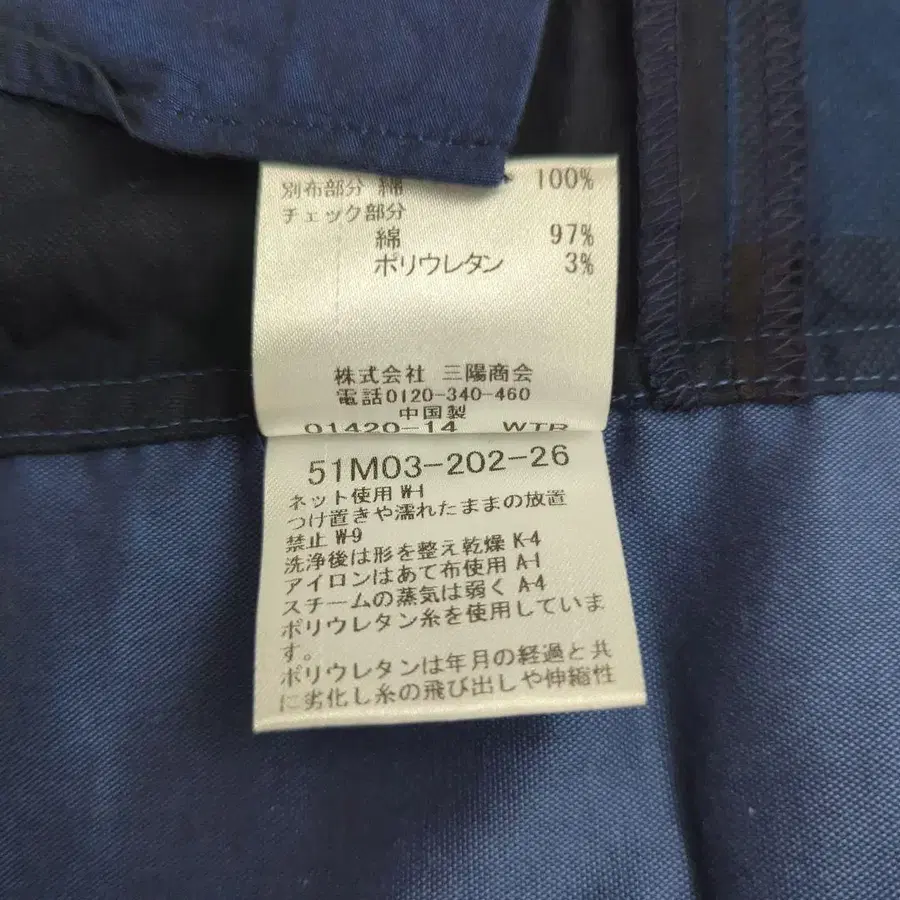 別布部分 綿 100%
チェック部分
綿 97%
ポリウレタン 3%
株式会社 三陽商会
電話0120-340-460
中国製
01420-14 WTR
51M03-202-26
ネット使用 W-1
つけ置きや濡れたままの放置
禁止 W-9
洗浄後は形を整え乾燥 K-4
アイロンはあて布使用 A-1
スチームの蒸気は弱く A-4
ポリウレタン糸を使用していま
す。
ポリウレタンは年月の経過と共
に劣化し糸の飛び出しや伸縮性